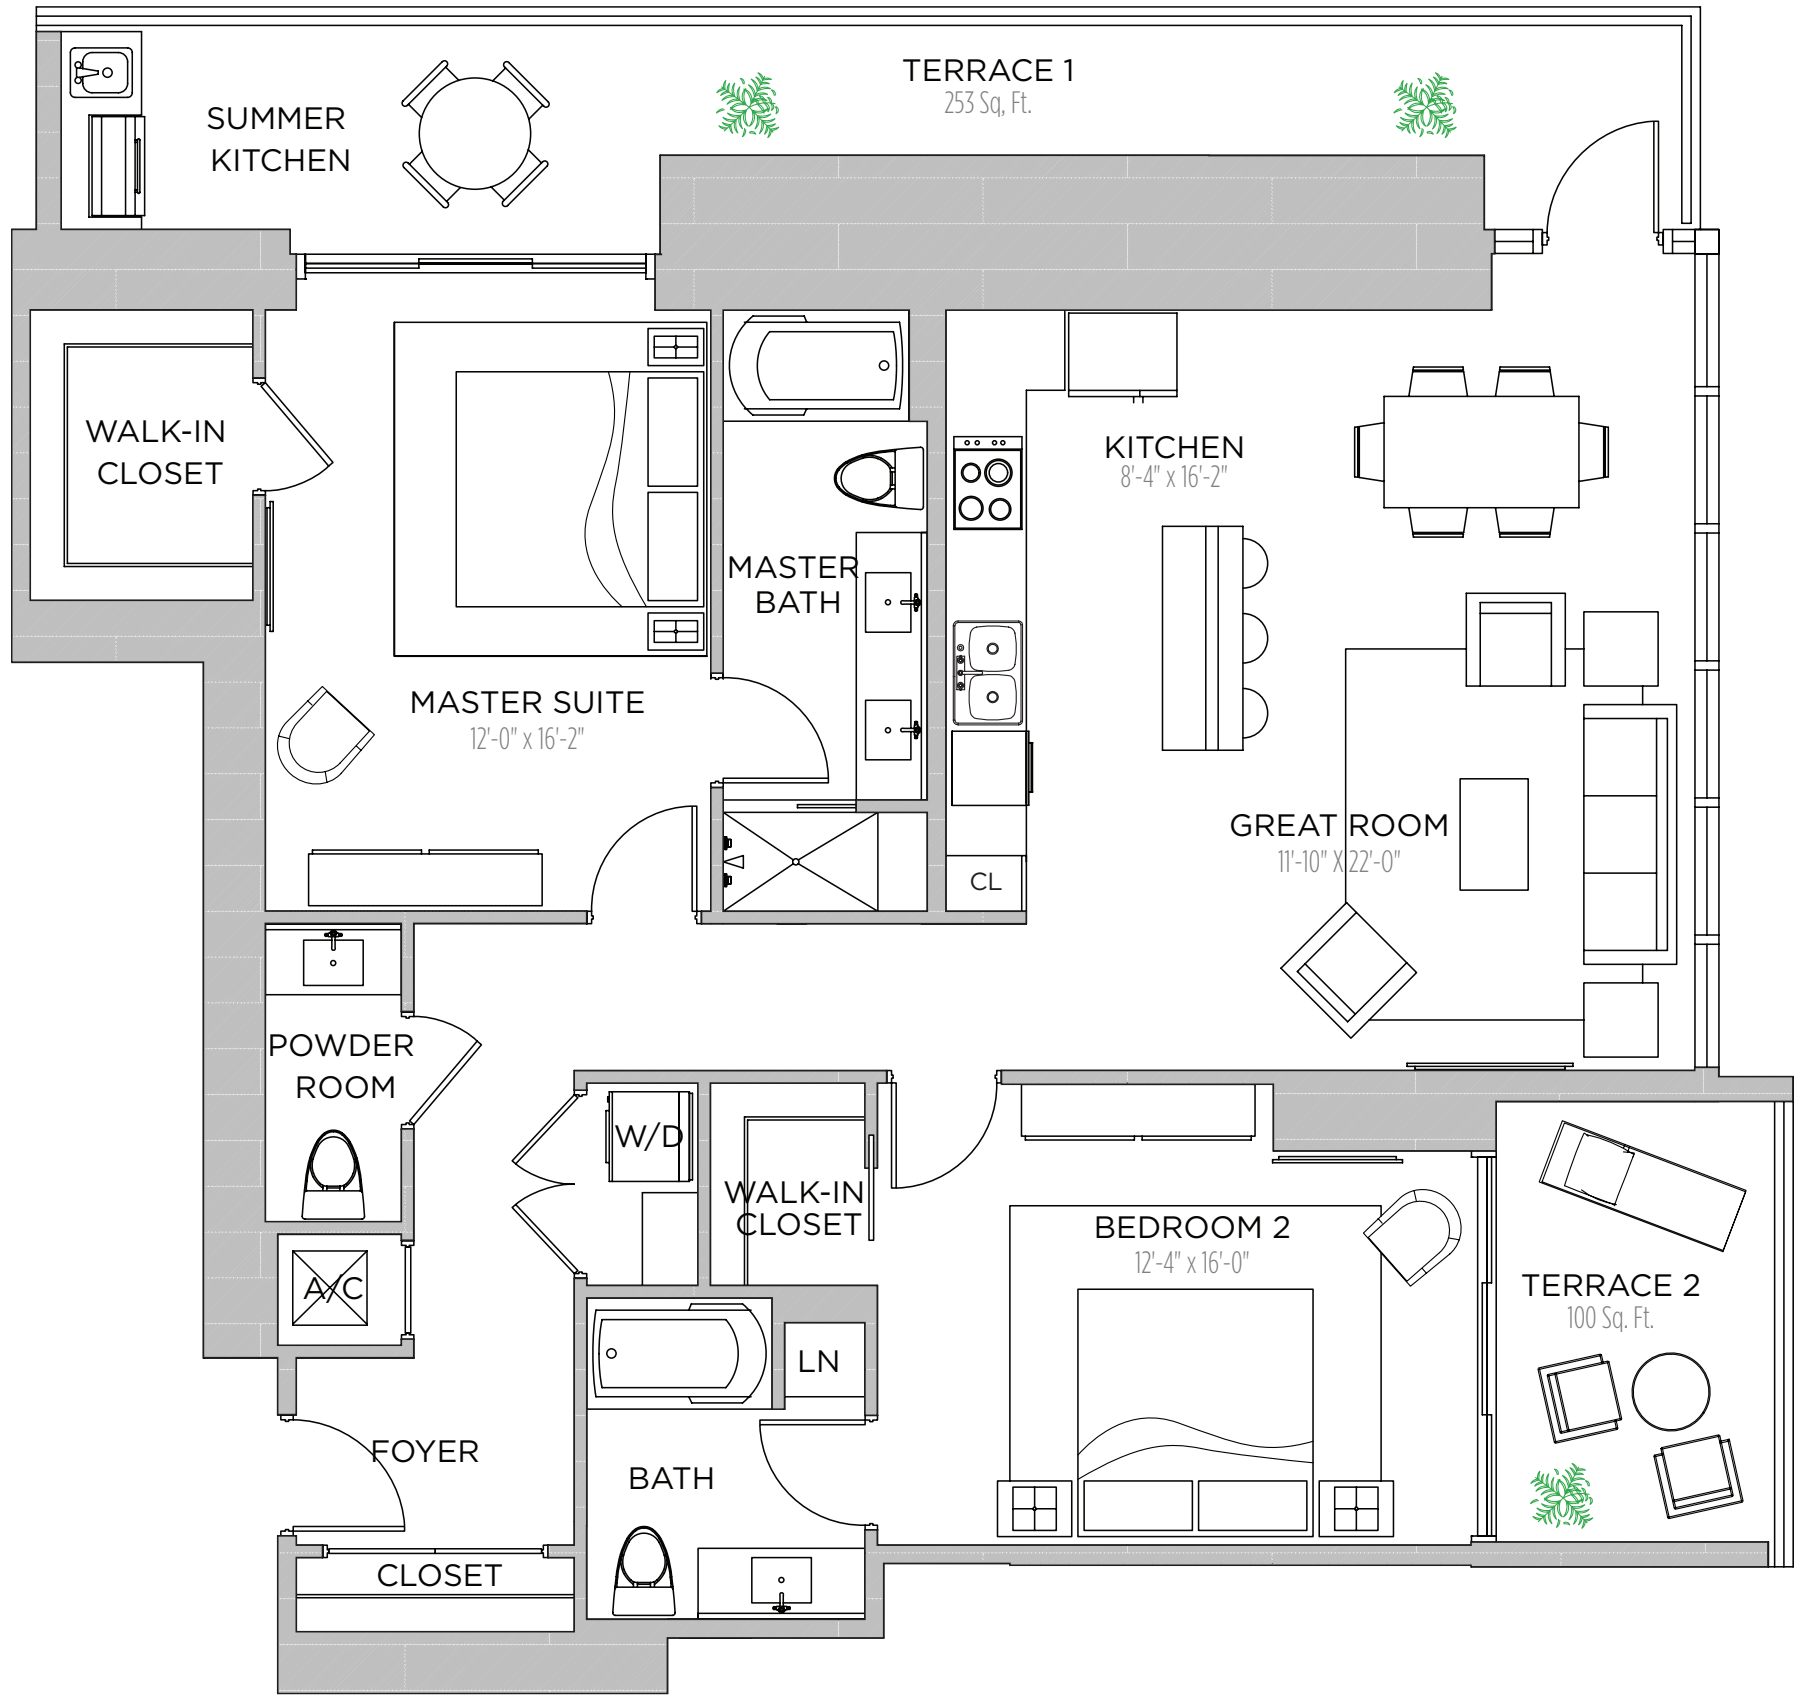 TERRACE 1
253 Sq, Ft.
SUMMER
KITCHEN
WALK-IN
CLOSET
KITCHEN
8'-4" x 16'-2"
MASTER
BATH
MASTER SUITE
12'-0" x 16'-2"
GREAT ROOM
11'-10" X 22'-0"
CL
POWDER
ROOM
W/D
WALK-IN
CLOSET
BEDROOM 2
12'-4" x 16'-0"
A/C
TERRACE 2
100 Sq. Ft.
LN
FOYER
BATH
CLOSET